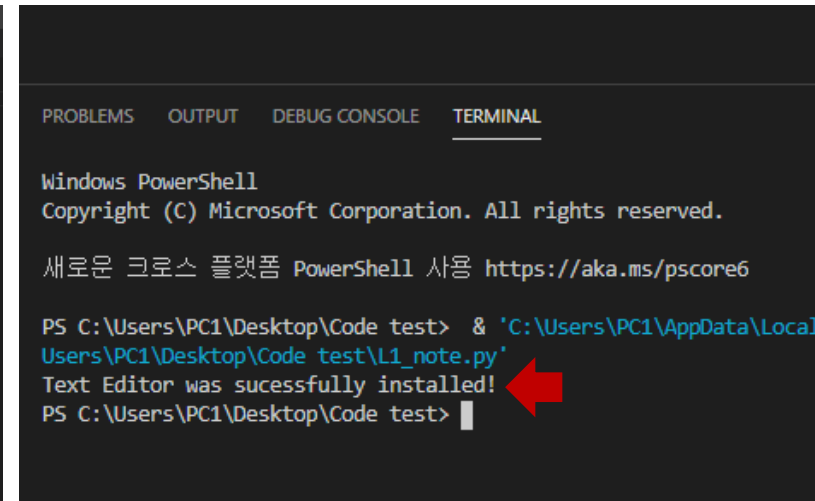 PROBLEMS OUTPUT DEBUG CONSOLE TERMINAL
Windows PowerShell
Copyright (C) Microsoft Corporation. All rights reserved.
새로운 크로스 플랫폼 PowerShell 사용 https://aka.ms/pscore6
PS C:\Users\PC1\Desktop\Code test>  & 'C:\Users\PC1\AppData\Local
Users\PC1\Desktop\Code test\L1_note.py'
Text Editor was sucessfully installed!
PS C:\Users\PC1\Desktop\Code test>